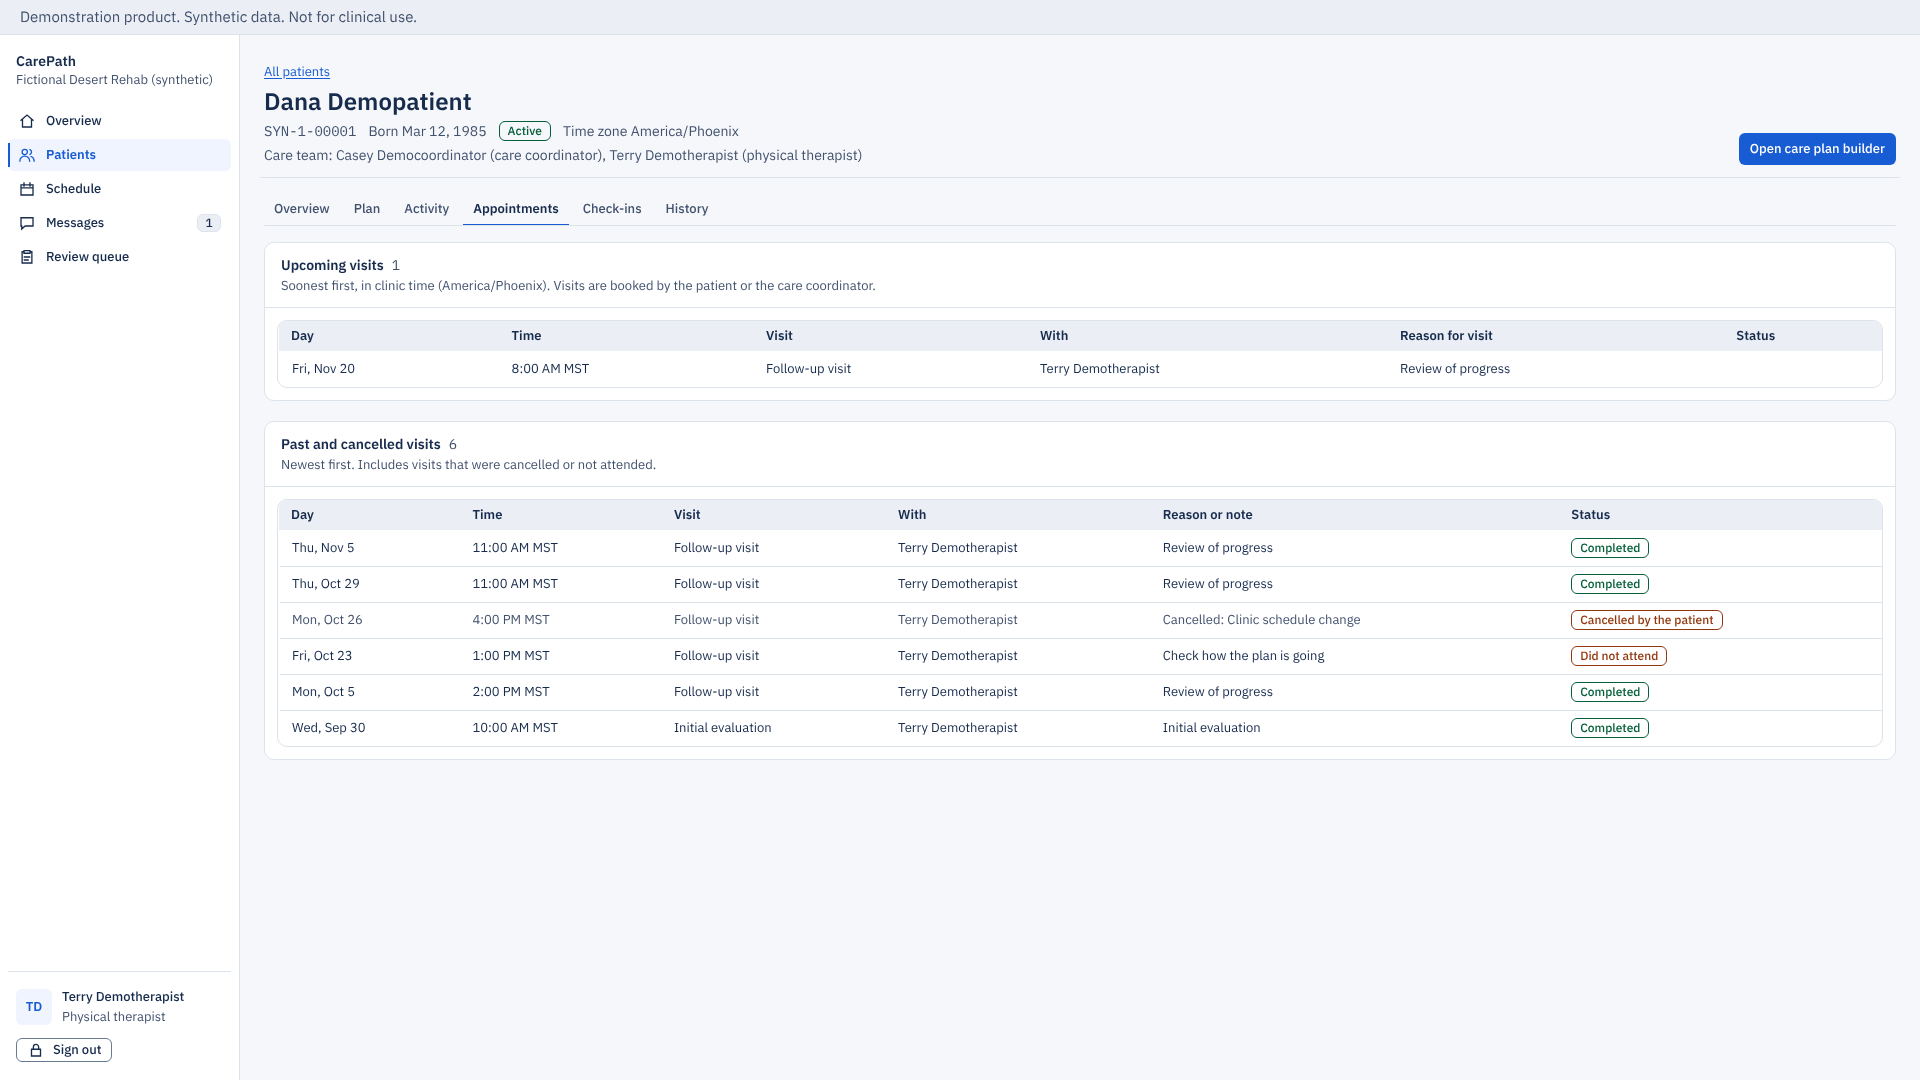 Demonstration product. Synthetic data. Not for clinical use.
CarePath
Fictional Desert Rehab (synthetic)
Overview
Patients
Schedule
Messages 1
Review queue
All patients
Dana Demopatient
SYN-1-00001 Born Mar 12, 1985 Active Time zone America/Phoenix
Care team: Casey Democoordinator (care coordinator), Terry Demotherapist (physical therapist)
Open care plan builder
Overview Plan Activity Appointments Check-ins History
Upcoming visits 1
Soonest first, in clinic time (America/Phoenix). Visits are booked by the patient or the care coordinator.
Day Time Visit With Reason for visit Status
Fri, Nov 20 8:00 AM MST Follow-up visit Terry Demotherapist Review of progress
Past and cancelled visits 6
Newest first. Includes visits that were cancelled or not attended.
Day Time Visit With Reason or note Status
Thu, Nov 5 11:00 AM MST Follow-up visit Terry Demotherapist Review of progress Completed
Thu, Oct 29 11:00 AM MST Follow-up visit Terry Demotherapist Review of progress Completed
Mon, Oct 26 4:00 PM MST Follow-up visit Terry Demotherapist Cancelled: Clinic schedule change Cancelled by the patient
Fri, Oct 23 1:00 PM MST Follow-up visit Terry Demotherapist Check how the plan is going Did not attend
Mon, Oct 5 2:00 PM MST Follow-up visit Terry Demotherapist Review of progress Completed
Wed, Sep 30 10:00 AM MST Initial evaluation Terry Demotherapist Initial evaluation Completed
TD
Terry Demotherapist
Physical therapist
Sign out